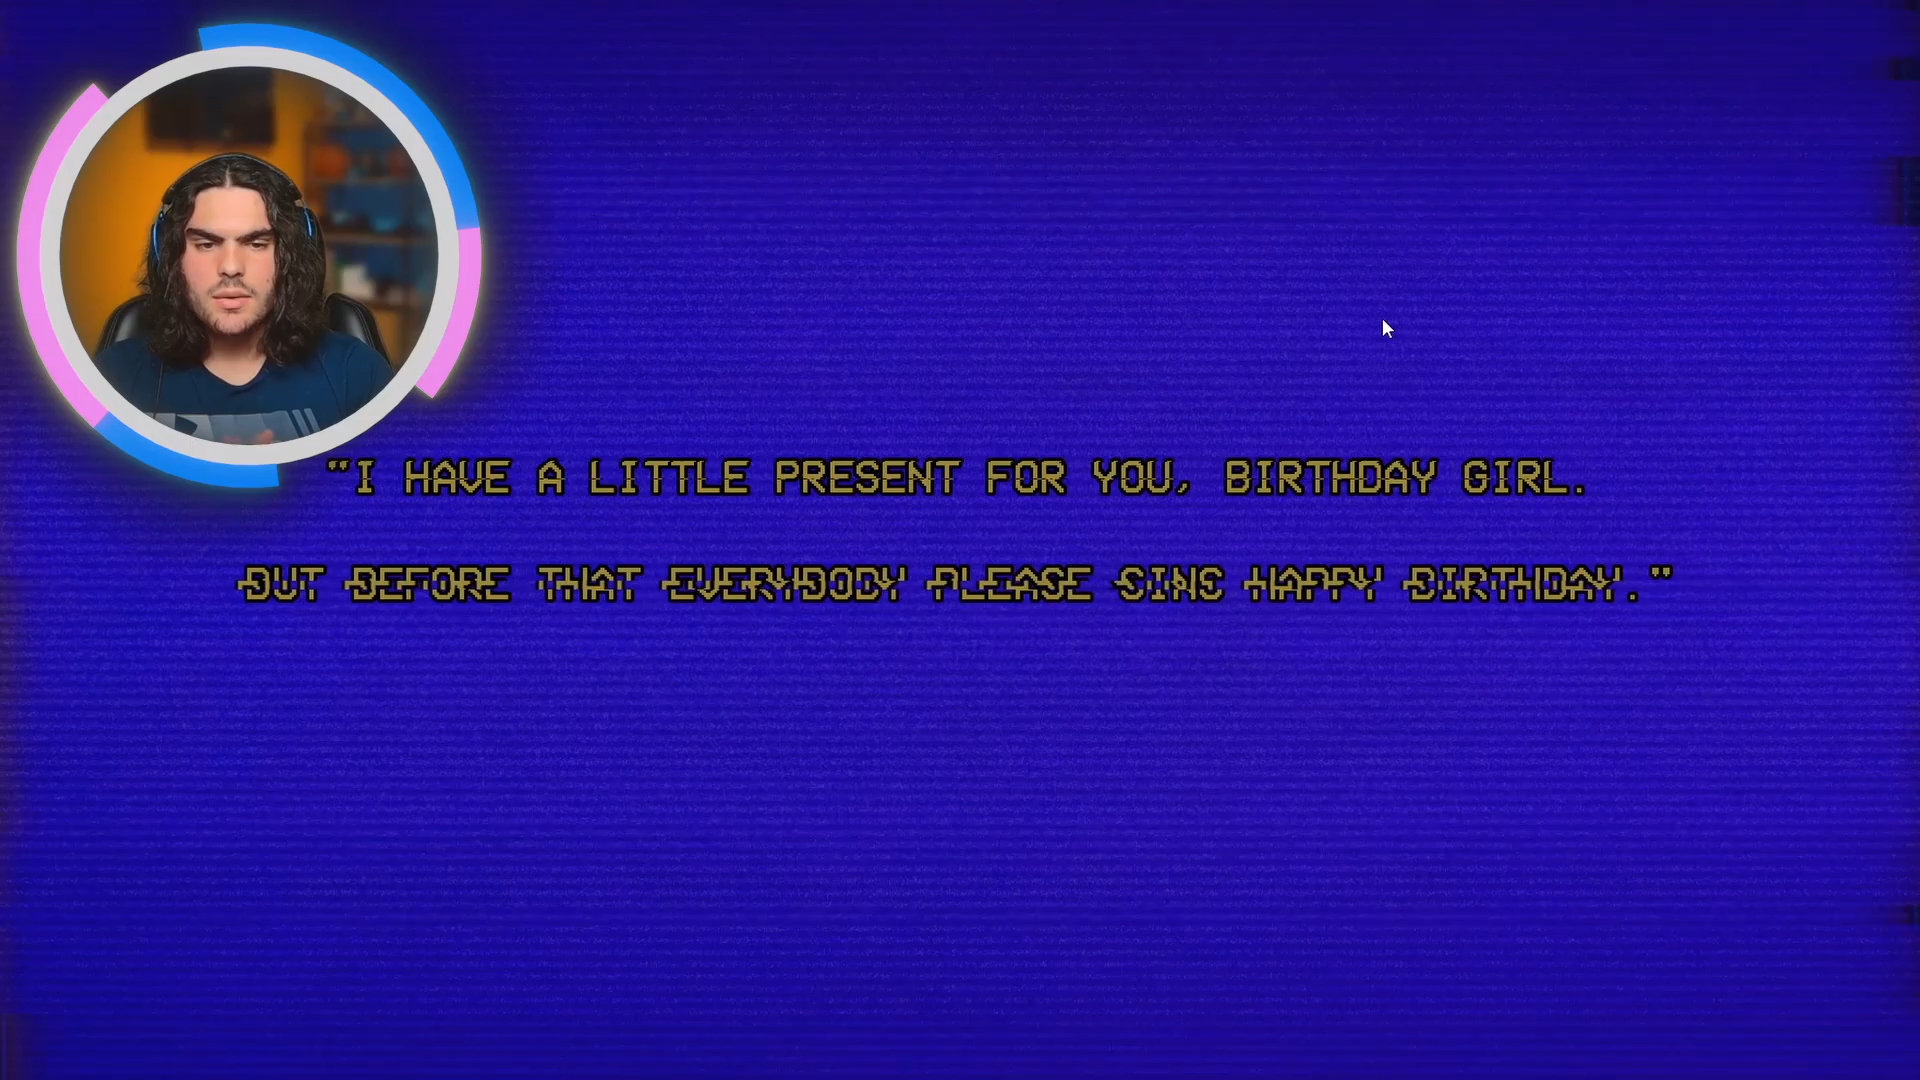 "I HAVE A LITTLE PRESENT FOR YOU, BIRTHDAY GIRL.
BUT BEFORE THAT EVERYBODY PLEASE SING HAPPY BIRTHDAY."